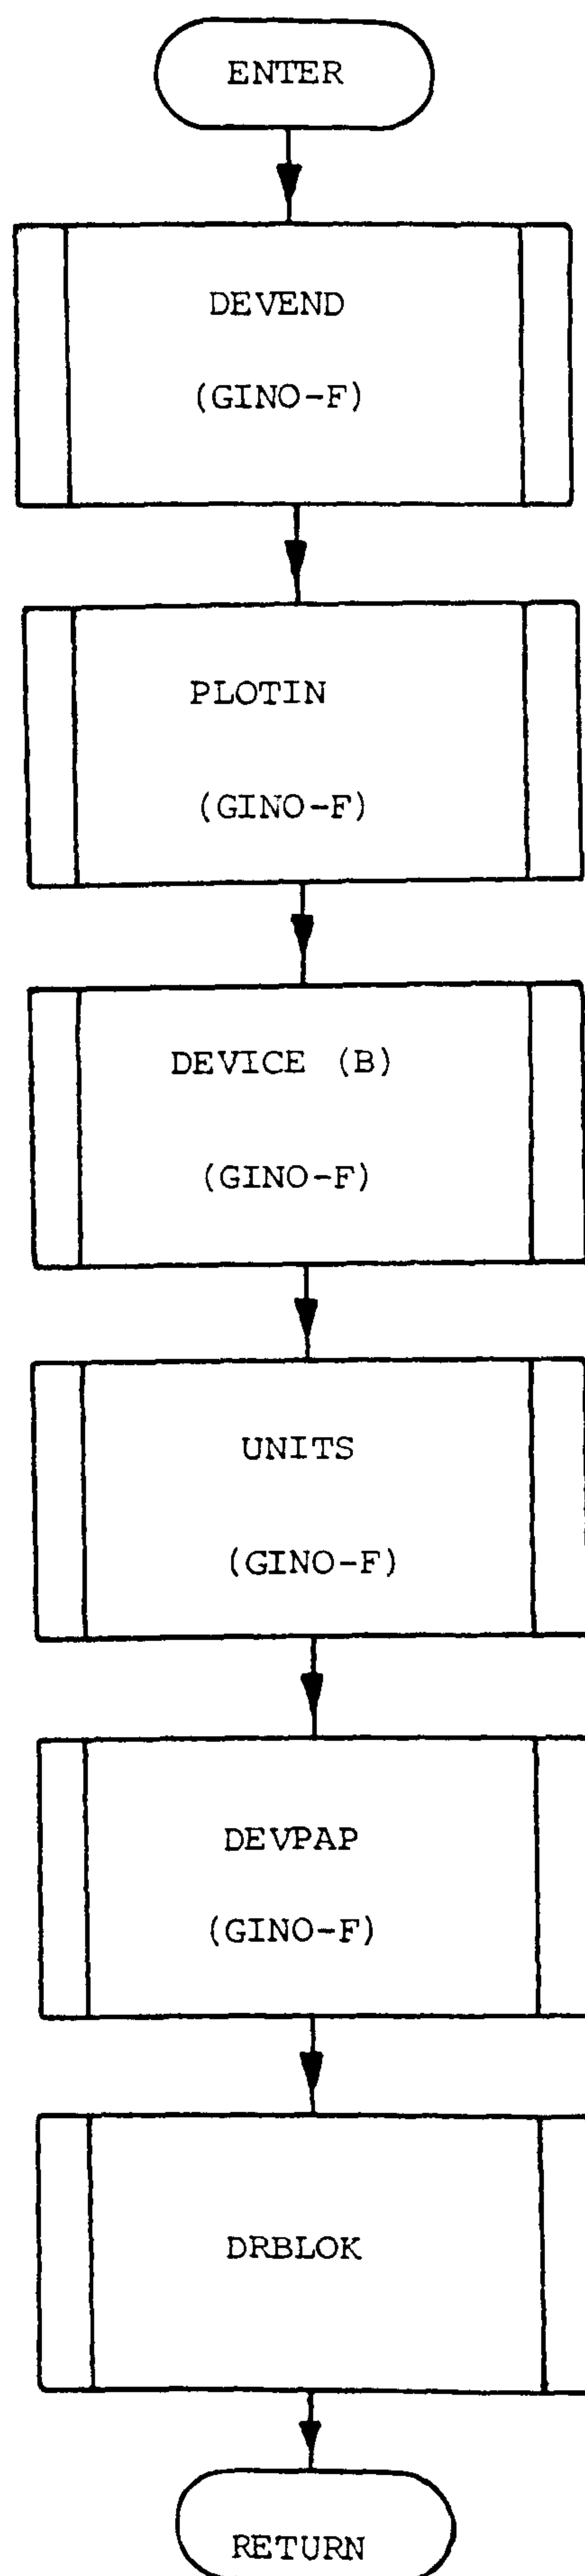 ENTER
DEVEND
(GINO-F)
PLOTIN
(GINO-F)
DEVICE (B)
(GINO-F)
UNITS
(GINO-F)
DEVPAP
(GINO-F)
DRBLOK
RETURN